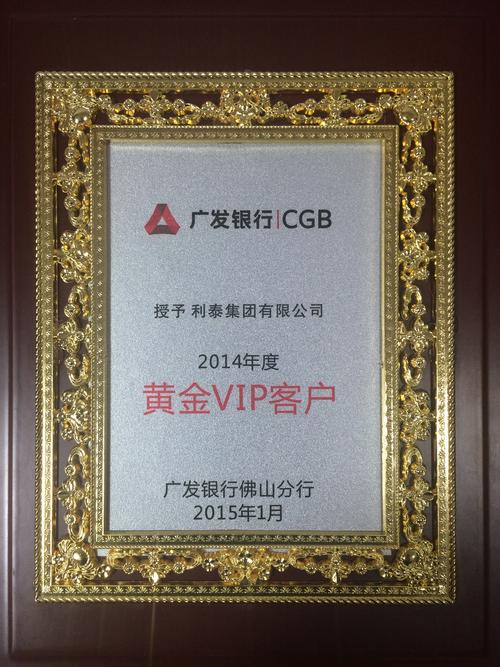 广发银行|CGB
授予 利泰集团有限公司
2014年度
黄金VIP客户
广发银行佛山分行
2015年1月